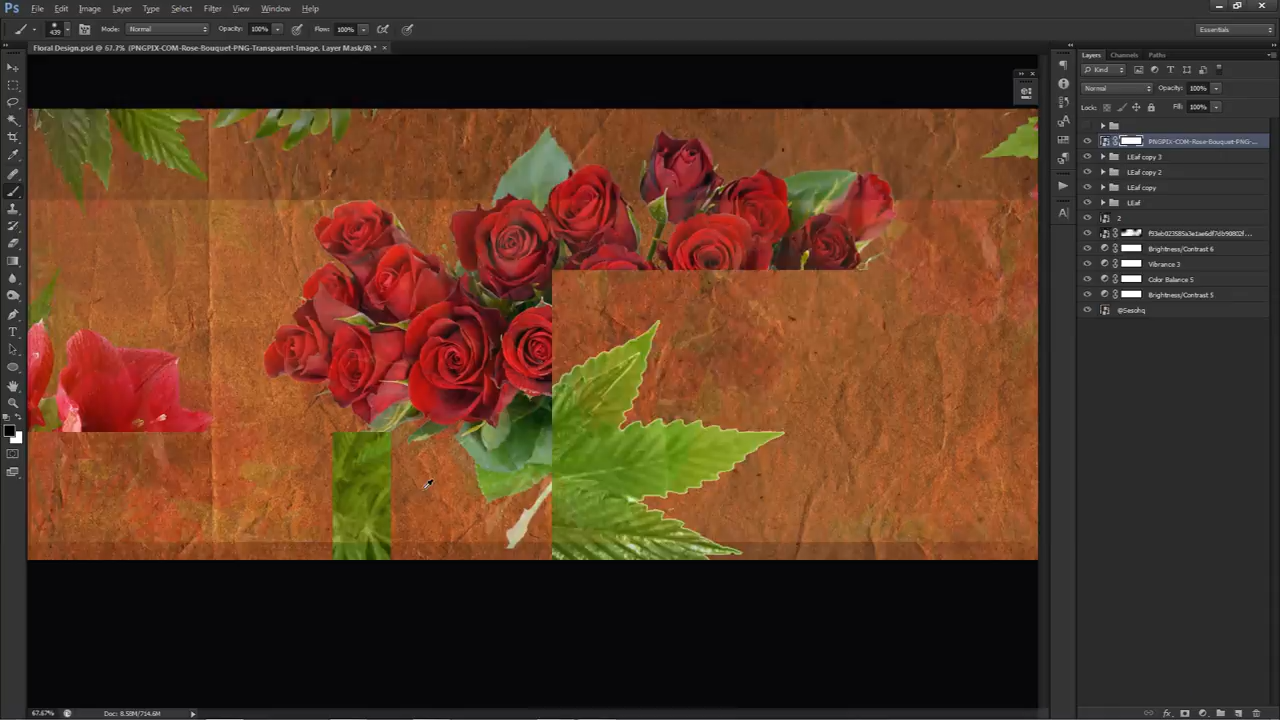 Ps File Edit Image Layer Type Select Filter View Window Help
439 Mode: Normal Opacity: 100% Flow: 100% Essentials
Floral Design.psd @ 67.7% (PNGPIX-COM-Rose-Bouquet-PNG-Transparent-Image, Layer Mask/8) *
Layers Channels Paths
Kind
Normal Opacity: 100%
Lock: Fill: 100%
PNGPIX-COM-Rose-Bouquet-PNG-...
LEaf copy 3
LEaf copy 2
LEaf copy
LEaf
2
Brightness/Contrast 6
Vibrance 3
Color Balance 5
Brightness/Contrast 5
@Sesohq
67.67% Doc: 8.58M/714.6M